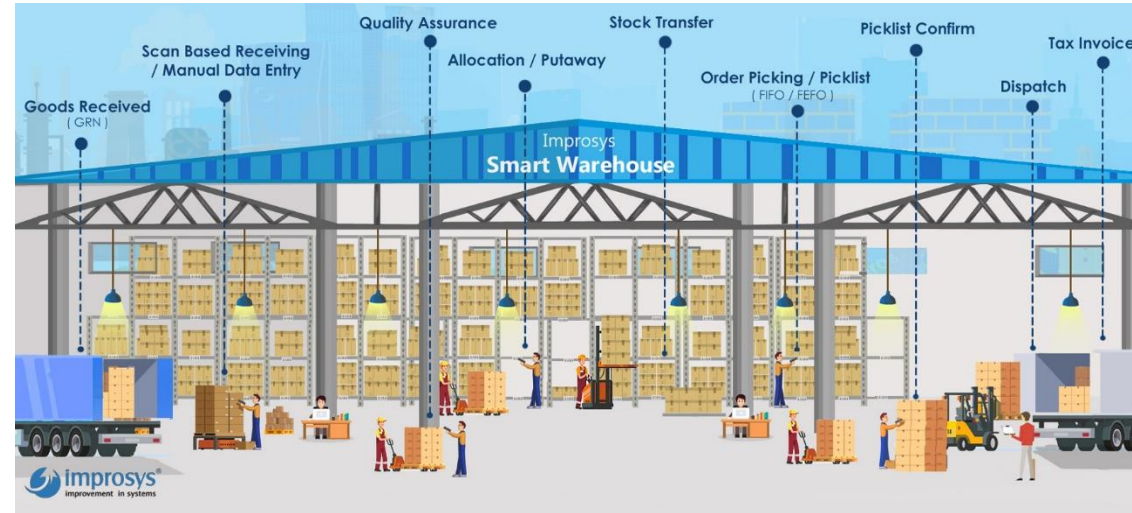 Goods Received
( GRN )
Scan Based Receiving
/ Manual Data Entry
Quality Assurance
Allocation / Putaway
Stock Transfer
Order Picking / Picklist
( FIFO / FEFO )
Picklist Confirm
Dispatch
Tax Invoice
Improsys
Smart Warehouse
improsys®
improvement in systems